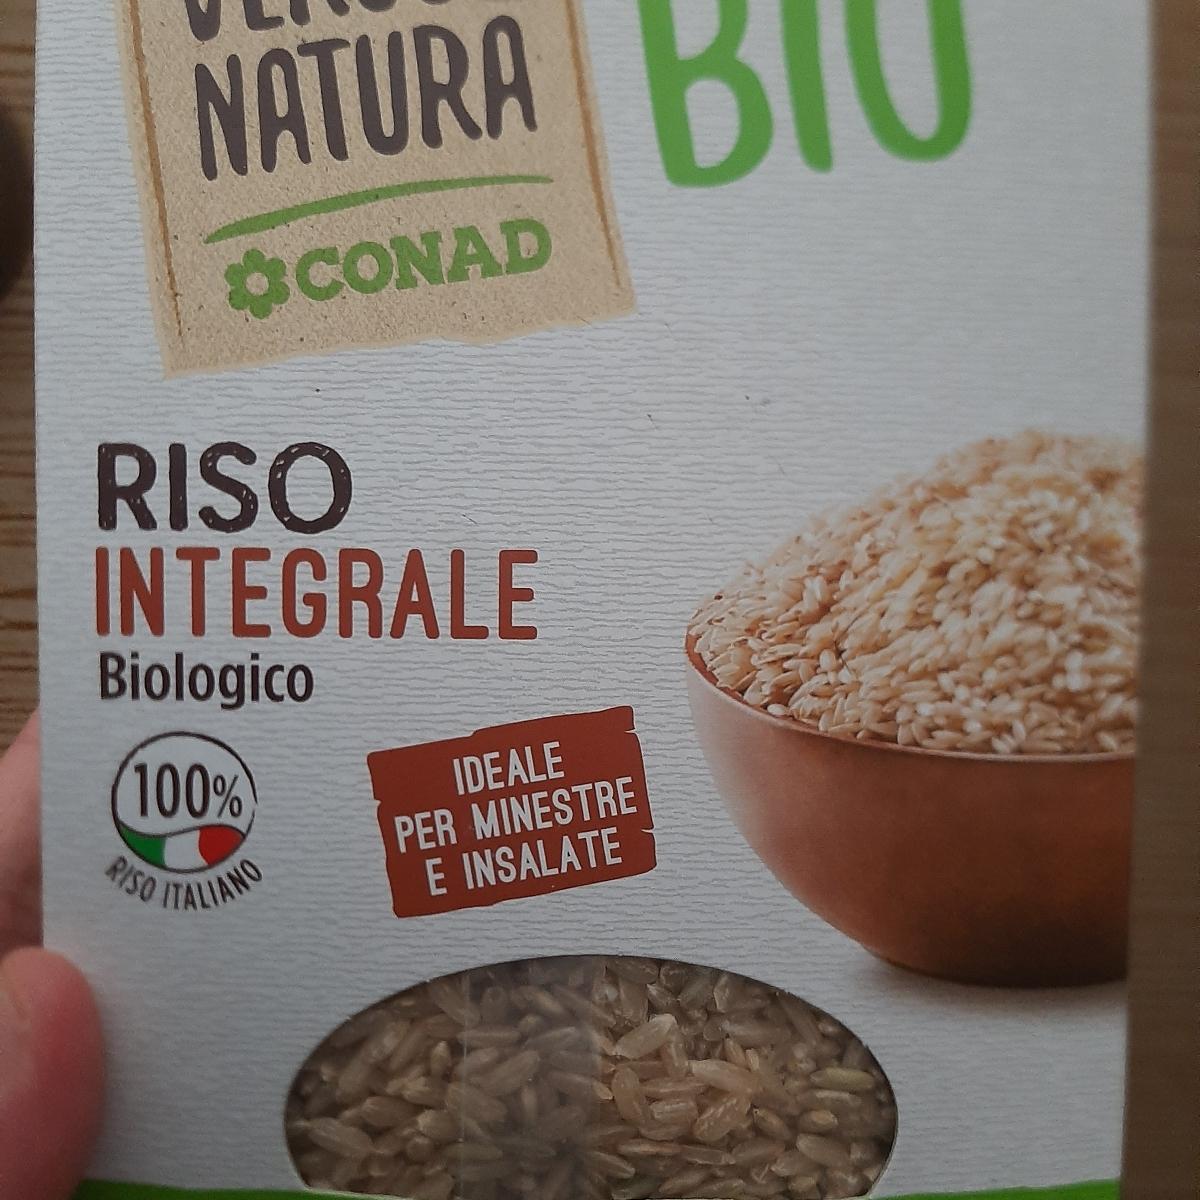 NATURA
BIO
CONAD
RISO
INTEGRALE
Biologico
100%
RISO ITALIANO
IDEALE
PER MINESTRE
E INSALATE